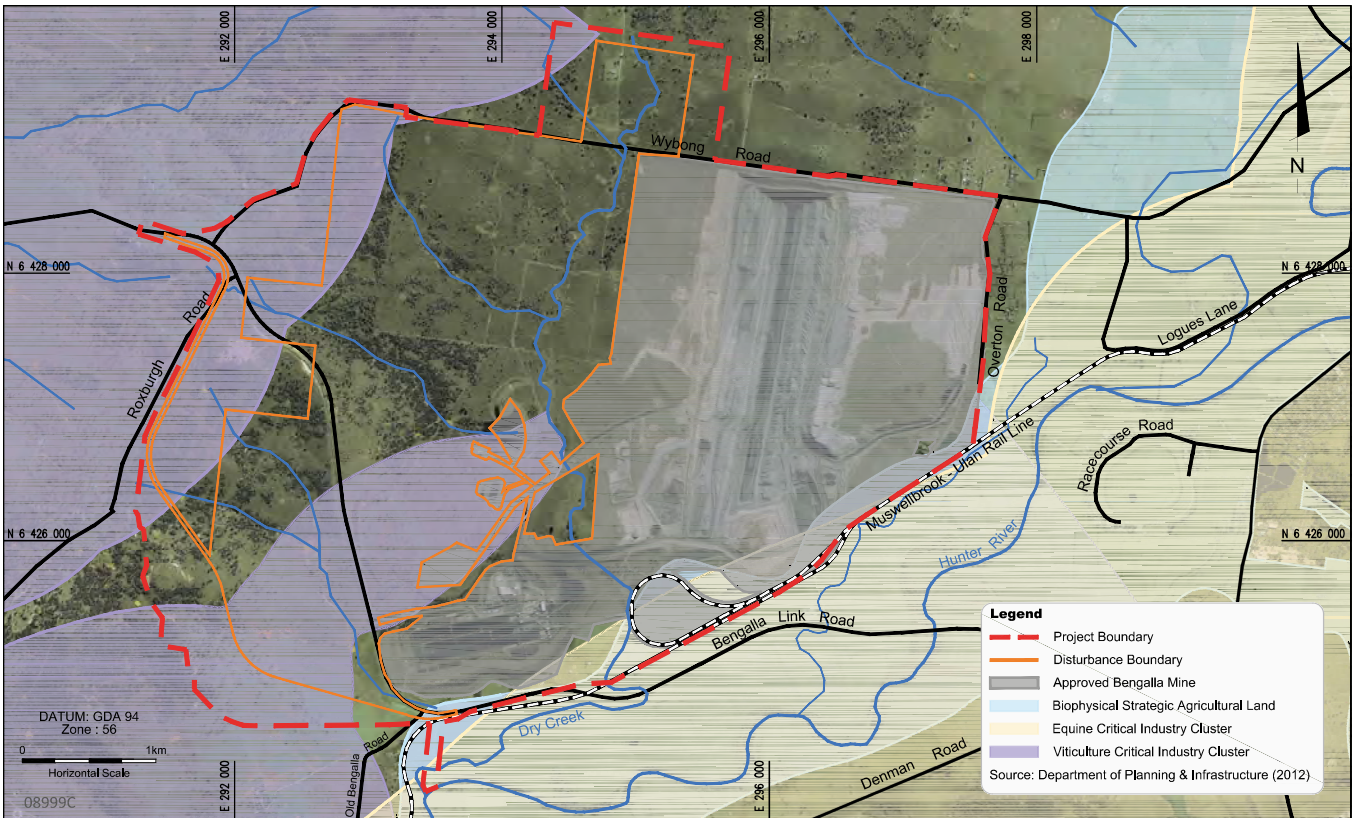 E 292 000
E 294 000
E 296 000
E 298 000
N
Wybong Road
N 6 428 000
N 6 428 000
Roxburgh Road
Overton Road
Logues Lane
Racecourse Road
Muswellbrook - Ulan Rail Line
N 6 426 000
N 6 426 000
Hunter River
Bengalla Link Road
Dry Creek
Denman Road
Old Bengalla Road
DATUM: GDA 94
Zone : 56
0 1km
Horizontal Scale
E 292 000
E 296 000
08999C
Legend
Project Boundary
Disturbance Boundary
Approved Bengalla Mine
Biophysical Strategic Agricultural Land
Equine Critical Industry Cluster
Viticulture Critical Industry Cluster
Source: Department of Planning & Infrastructure (2012)